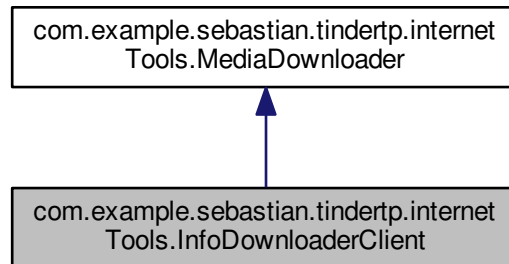 com.example.sebastian.tindertp.internet
Tools.MediaDownloader
com.example.sebastian.tindertp.internet
Tools.InfoDownloaderClient